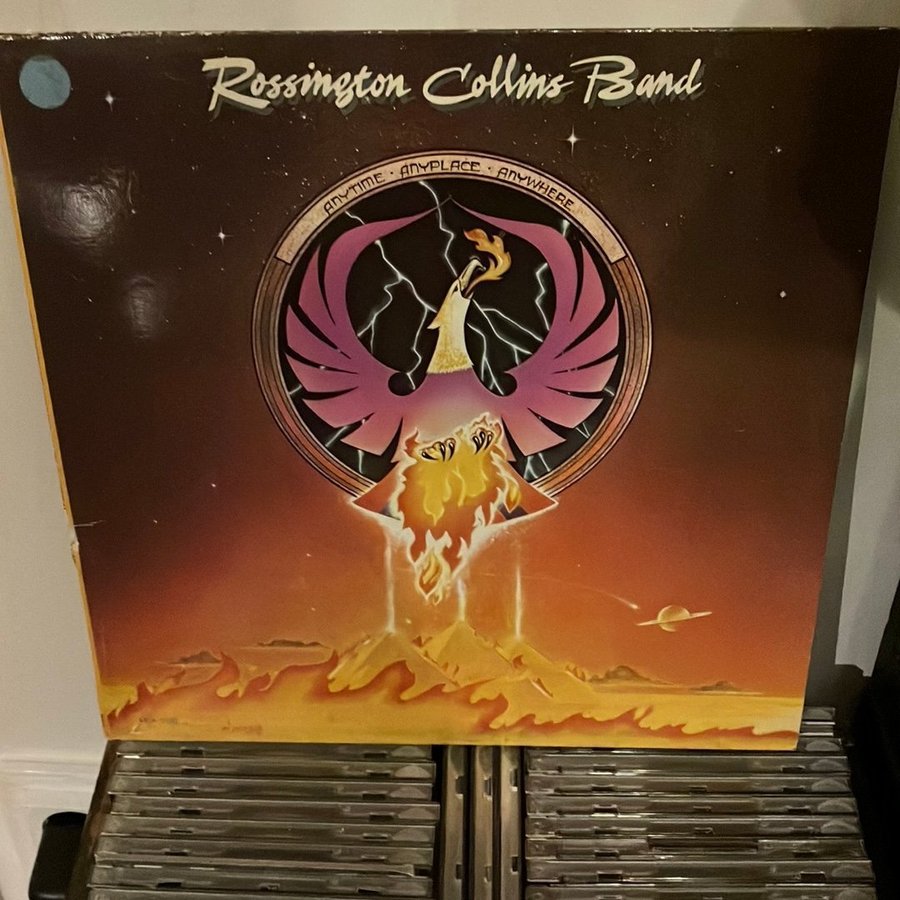 Rossington Collins Band
ANYTIME · ANYPLACE · ANYWHERE